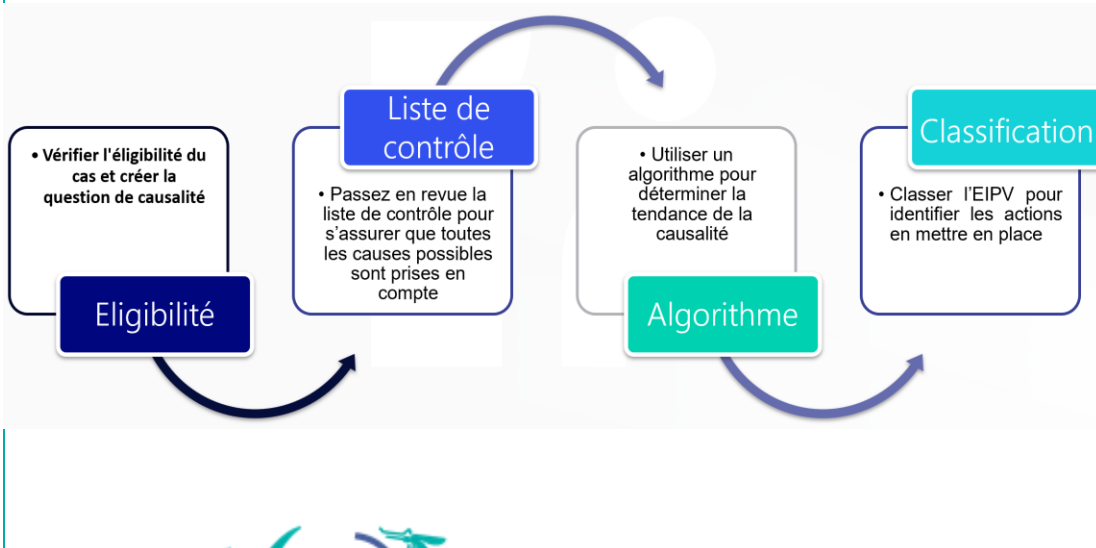 • Vérifier l'éligibilité du
cas et créer la
question de causalité
Eligibilité
Liste de
contrôle
• Passez en revue la
liste de contrôle pour
s'assurer que toutes
les causes possibles
sont prises en
compte
• Utiliser un
algorithme pour
déterminer la
tendance de la
causalité
Algorithme
Classification
• Classer l'EIPV pour
identifier les actions
en mettre en place